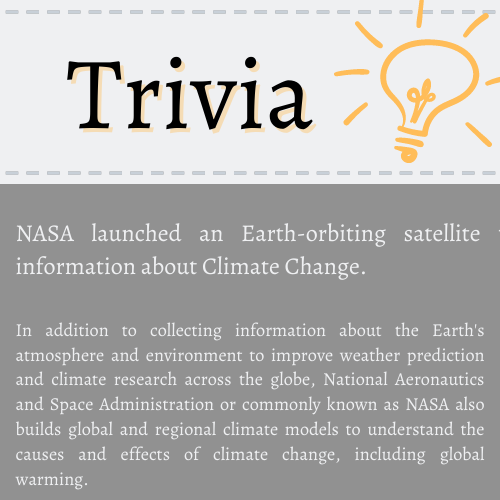 Trivia
NASA launched an Earth-orbiting satellite
information about Climate Change.
In addition to collecting information about the Earth's
atmosphere and environment to improve weather prediction
and climate research across the globe, National Aeronautics
and Space Administration or commonly known as NASA also
builds global and regional climate models to understand the
causes and effects of climate change, including global
warming.